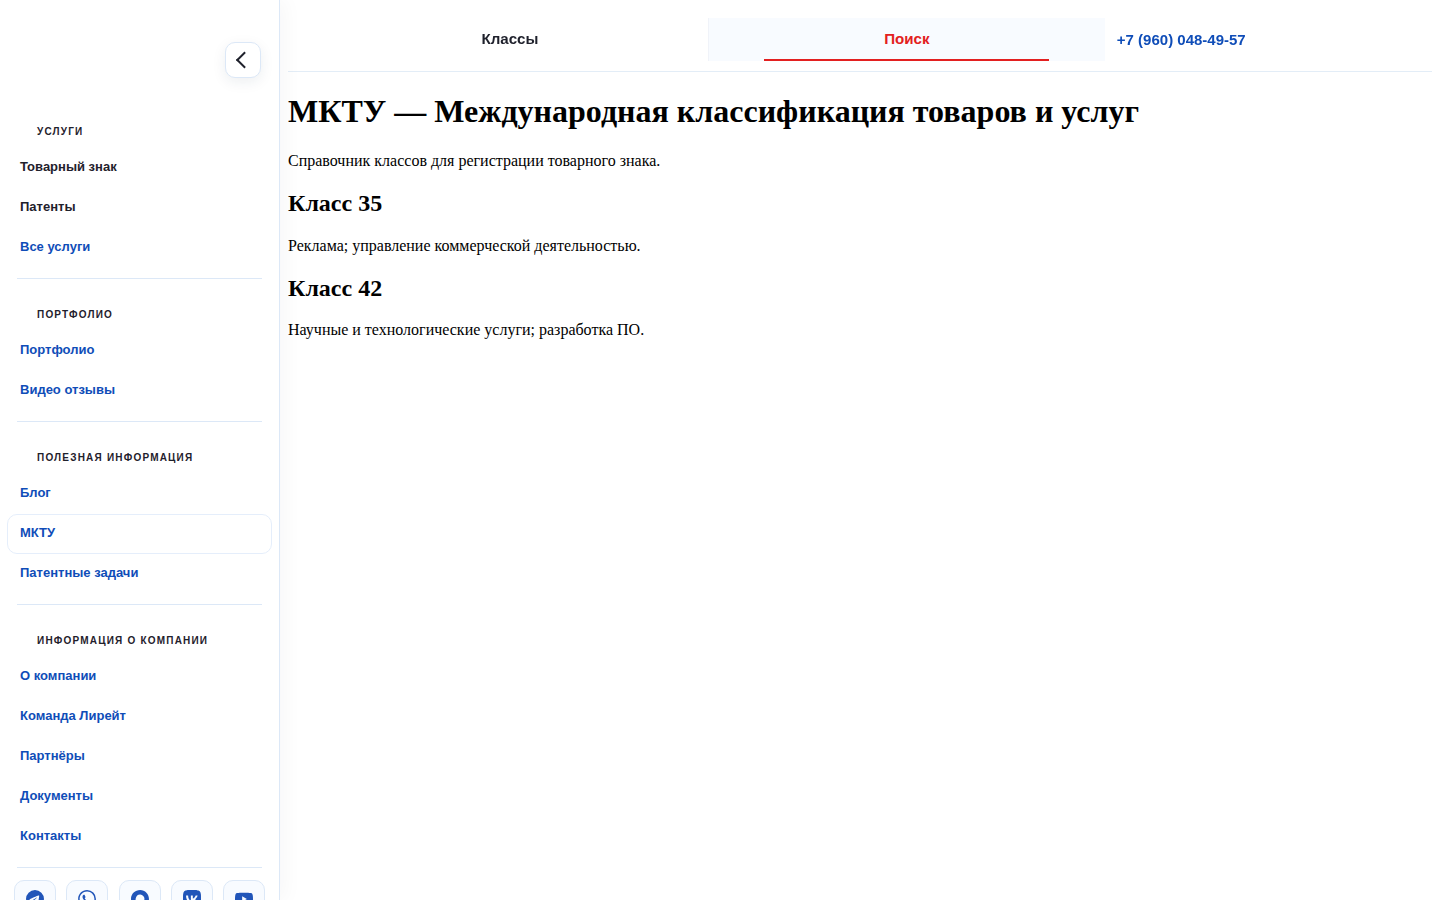 УСЛУГИ
Товарный знак
Патенты
Все услуги
ПОРТФОЛИО
Портфолио
Видео отзывы
ПОЛЕЗНАЯ ИНФОРМАЦИЯ
Блог
МКТУ
Патентные задачи
ИНФОРМАЦИЯ О КОМПАНИИ
О компании
Команда Лирейт
Партнёры
Документы
Контакты
Классы
Поиск
+7 (960) 048-49-57
МКТУ — Международная классификация товаров и услуг
Справочник классов для регистрации товарного знака.
Класс 35
Реклама; управление коммерческой деятельностью.
Класс 42
Научные и технологические услуги; разработка ПО.